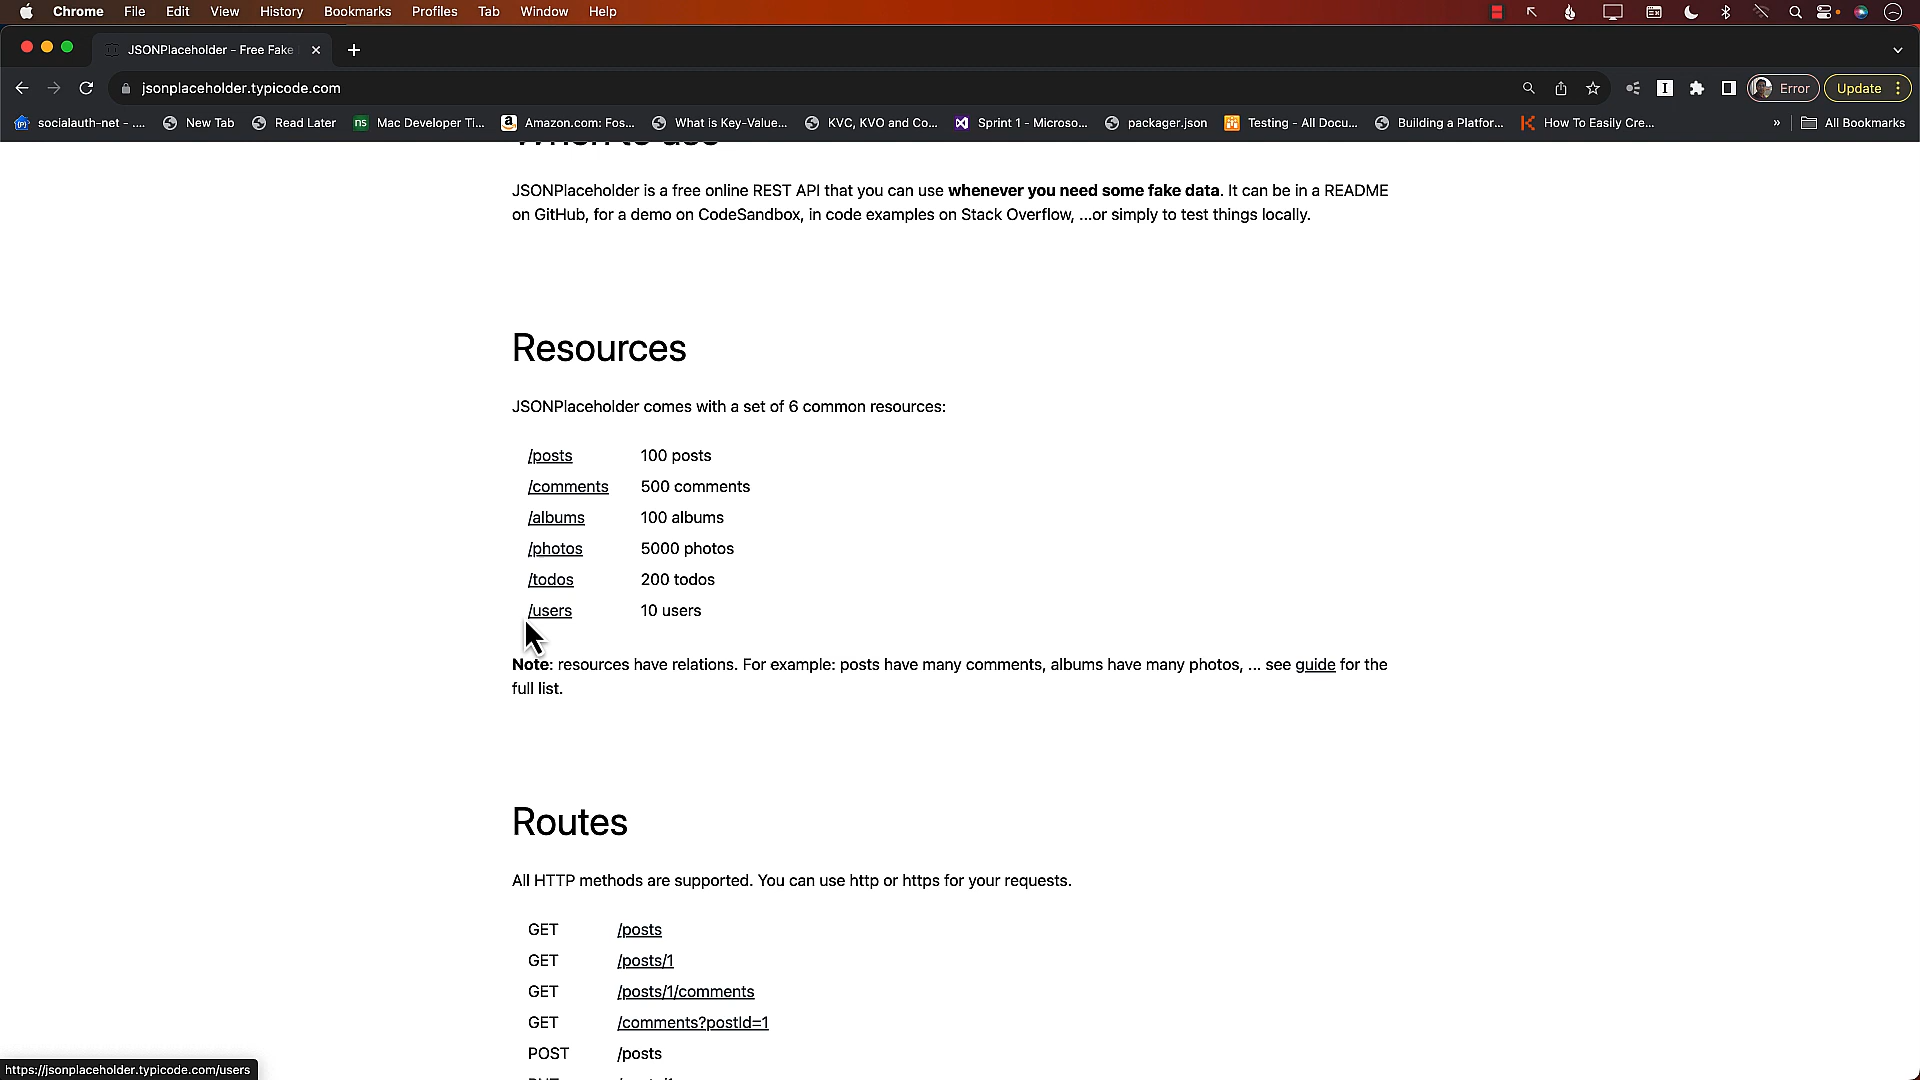 Chrome File Edit View History Bookmarks Profiles Tab Window Help
JSONPlaceholder - Free Fake
jsonplaceholder.typicode.com
Error
Update
socialauth-net - ....
New Tab
Read Later
ns Mac Developer Ti...
Amazon.com: Fos...
What is Key-Value...
KVC, KVO and Co...
Sprint 1 - Microso...
packager.json
Testing - All Docu...
Building a Platfor...
How To Easily Cre...
»
All Bookmarks
When to use
JSONPlaceholder is a free online REST API that you can use whenever you need some fake data. It can be in a README
on GitHub, for a demo on CodeSandbox, in code examples on Stack Overflow, ...or simply to test things locally.
Resources
JSONPlaceholder comes with a set of 6 common resources:
/posts 100 posts
/comments 500 comments
/albums 100 albums
/photos 5000 photos
/todos 200 todos
/users 10 users
Note: resources have relations. For example: posts have many comments, albums have many photos, ... see guide for the
full list.
Routes
All HTTP methods are supported. You can use http or https for your requests.
GET /posts
GET /posts/1
GET /posts/1/comments
GET /comments?postId=1
POST /posts
https://jsonplaceholder.typicode.com/users